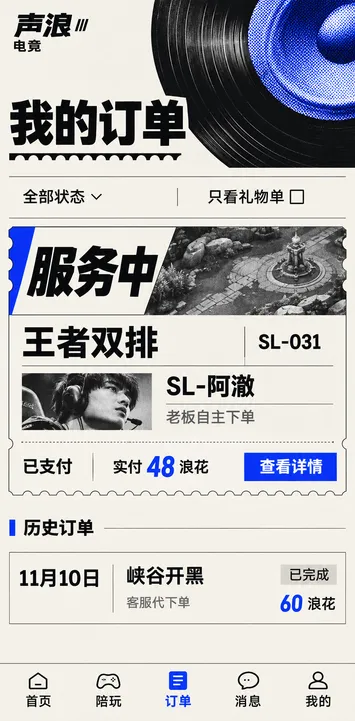 声浪
电竞
我的订单
全部状态
只看礼物单
服务中
王者双排
SL-031
SL-阿澈
老板自主下单
已支付
实付 48 浪花
查看详情
历史订单
11月10日
峡谷开黑
已完成
客服代下单
60 浪花
首页
陪玩
订单
消息
我的